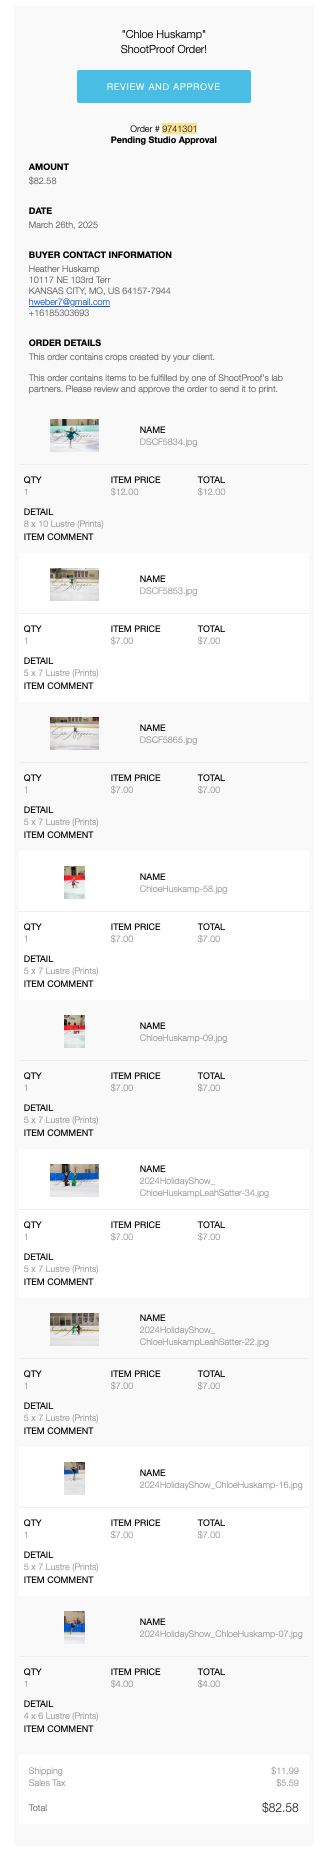 "Chloe Huskamp"
ShootProof Order!
REVIEW AND APPROVE
Order # 9741301
Pending Studio Approval
AMOUNT
$82.58
DATE
March 26th, 2025
BUYER CONTACT INFORMATION
Heather Huskamp
10117 NE 103rd Terr
KANSAS CITY, MO, US 64157-7944
hweber7@gmail.com
+16185303693
ORDER DETAILS
This order contains crops created by your client.
This order contains items to be fulfilled by one of ShootProof's lab
partners. Please review and approve the order to send it to print.
NAME
DSCF5834.jpg
QTY ITEM PRICE TOTAL
1 $12.00 $12.00
DETAIL
8 x 10 Lustre (Prints)
ITEM COMMENT
NAME
DSCF5853.jpg
QTY ITEM PRICE TOTAL
1 $7.00 $7.00
DETAIL
5 x 7 Lustre (Prints)
ITEM COMMENT
NAME
DSCF5865.jpg
QTY ITEM PRICE TOTAL
1 $7.00 $7.00
DETAIL
5 x 7 Lustre (Prints)
ITEM COMMENT
NAME
ChloeHuskamp-58.jpg
QTY ITEM PRICE TOTAL
1 $7.00 $7.00
DETAIL
5 x 7 Lustre (Prints)
ITEM COMMENT
NAME
ChloeHuskamp-09.jpg
QTY ITEM PRICE TOTAL
1 $7.00 $7.00
DETAIL
5 x 7 Lustre (Prints)
ITEM COMMENT
NAME
2024HolidayShow_
ChloeHuskampLeahSatter-34.jpg
QTY ITEM PRICE TOTAL
1 $7.00 $7.00
DETAIL
5 x 7 Lustre (Prints)
ITEM COMMENT
NAME
2024HolidayShow_
ChloeHuskampLeahSatter-22.jpg
QTY ITEM PRICE TOTAL
1 $7.00 $7.00
DETAIL
5 x 7 Lustre (Prints)
ITEM COMMENT
NAME
2024HolidayShow_ChloeHuskamp-16.jpg
QTY ITEM PRICE TOTAL
1 $7.00 $7.00
DETAIL
5 x 7 Lustre (Prints)
ITEM COMMENT
NAME
2024HolidayShow_ChloeHuskamp-07.jpg
QTY ITEM PRICE TOTAL
1 $4.00 $4.00
DETAIL
4 x 6 Lustre (Prints)
ITEM COMMENT
Shipping $11.99
Sales Tax $5.59
Total $82.58